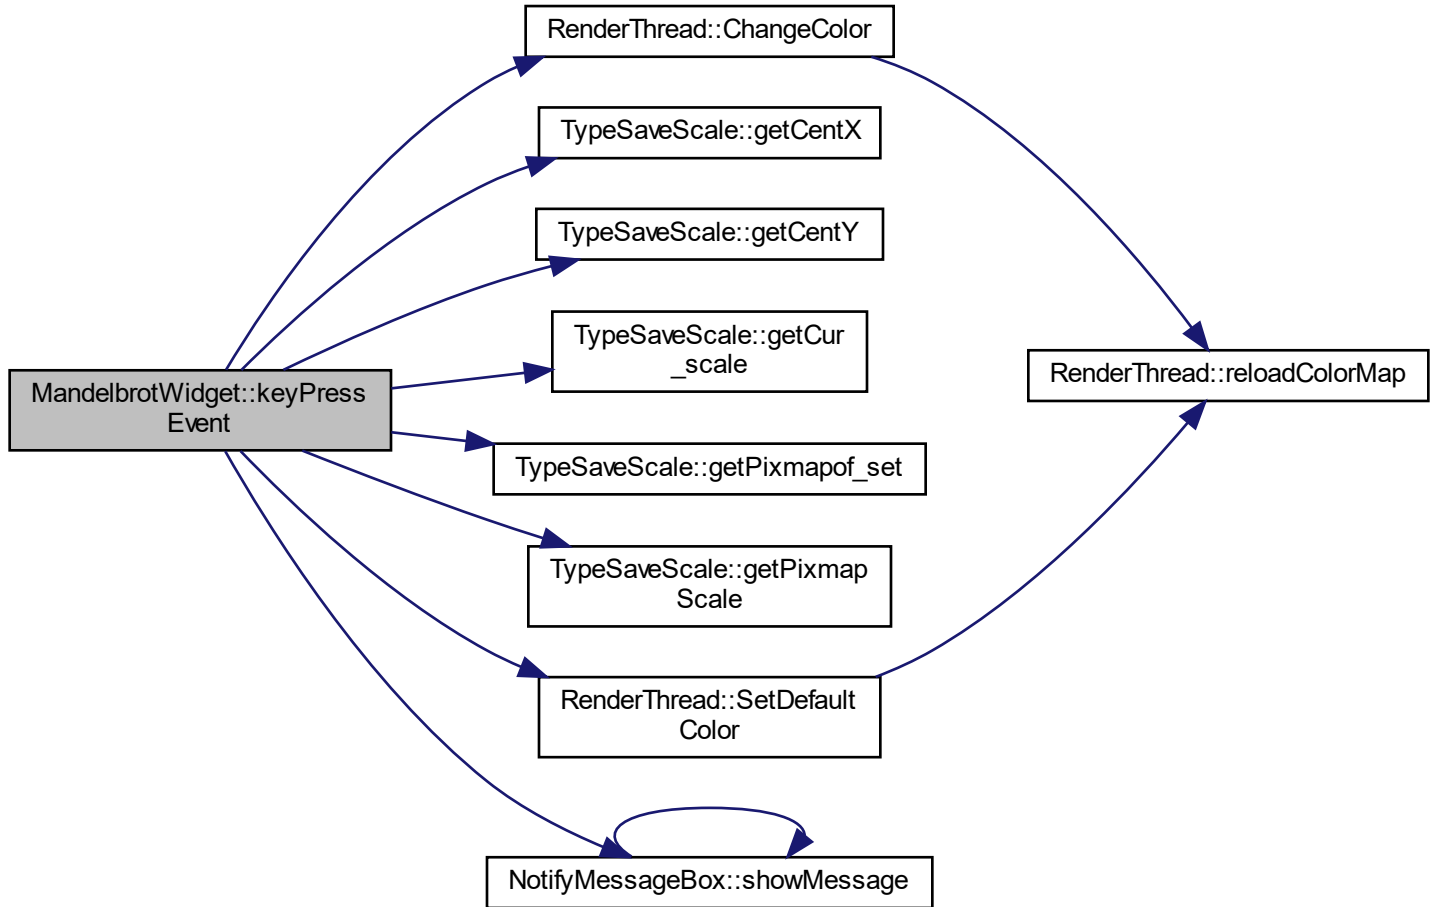 RenderThread::ChangeColor
TypeSaveScale::getCentX
TypeSaveScale::getCentY
TypeSaveScale::getCur
_scale
MandelbrotWidget::keyPress
Event
RenderThread::reloadColorMap
TypeSaveScale::getPixmapof_set
TypeSaveScale::getPixmap
Scale
RenderThread::SetDefault
Color
NotifyMessageBox::showMessage